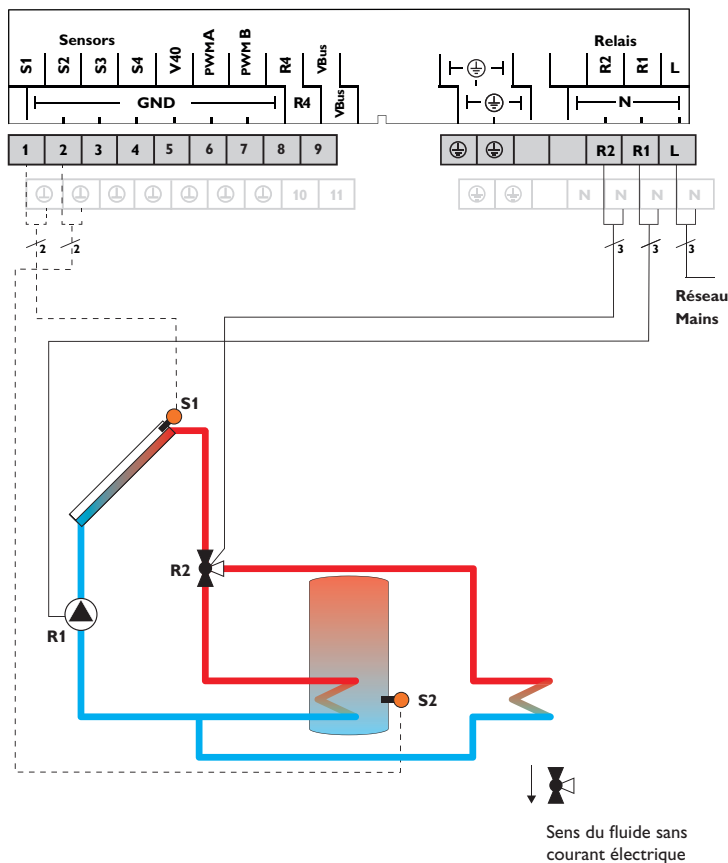 Sensors
Relais
S1 S2 S3 S4 V40 PWMA PWM B R4 VBus
R2 R1 L
GND R4 VBus
N
1 2 3 4 5 6 7 8 9
R2 R1 L
10 11
N N N N
2 2
3 3 3
Réseau
Mains
S1
R2
R1
S2
Sens du fluide sans
courant électrique